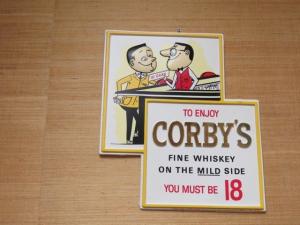 TO ENJOY
CORBY'S
FINE WHISKEY
ON THE MILD SIDE
YOU MUST BE 18